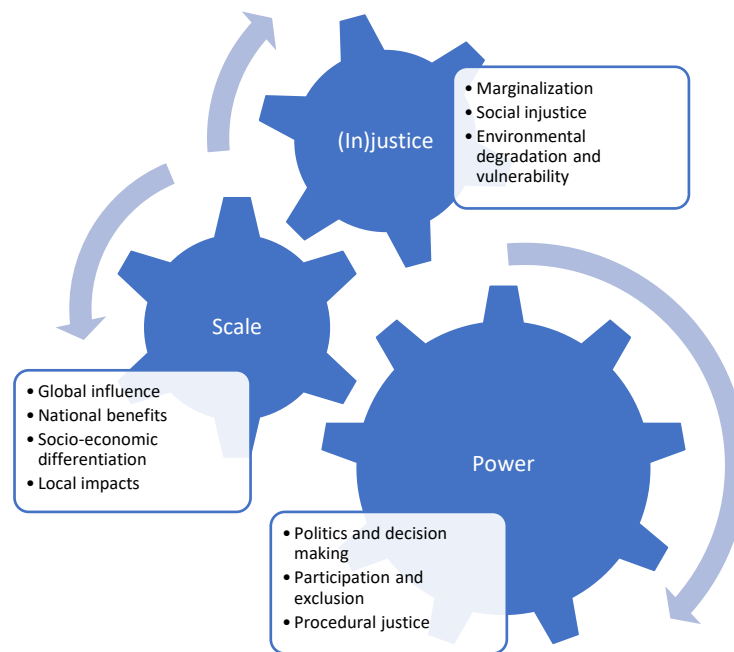 (In)justice
• Marginalization
• Social injustice
• Environmental
degradation and
vulnerability
Scale
• Global influence
• National benefits
• Socio-economic
differentiation
• Local impacts
Power
• Politics and decision
making
• Participation and
exclusion
• Procedural justice